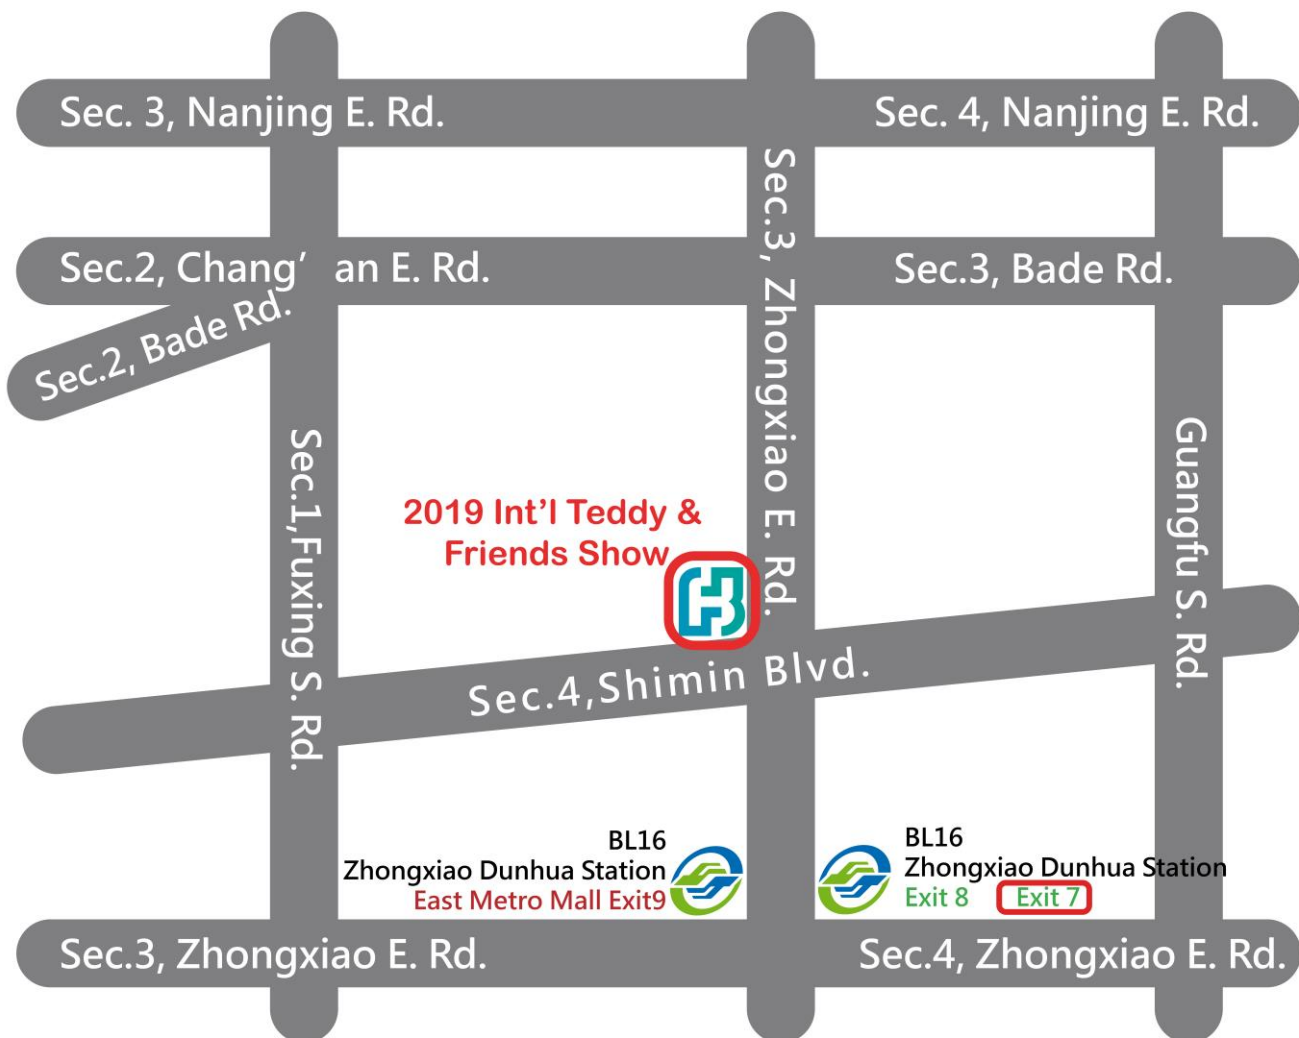 Sec. 3, Nanjing E. Rd.
Sec. 4, Nanjing E. Rd.
Sec.3, Zhongxiao E. Rd.
Sec.2, Chang’ an E. Rd.
Sec.3, Bade Rd.
Sec.2, Bade Rd.
Sec.1,Fuxing S. Rd.
Guangfu S. Rd.
2019 Int’l Teddy &
Friends Show
Sec.4,Shimin Blvd.
BL16
Zhongxiao Dunhua Station
East Metro Mall Exit9
BL16
Zhongxiao Dunhua Station
Exit 8 Exit 7
Sec.3, Zhongxiao E. Rd.
Sec.4, Zhongxiao E. Rd.